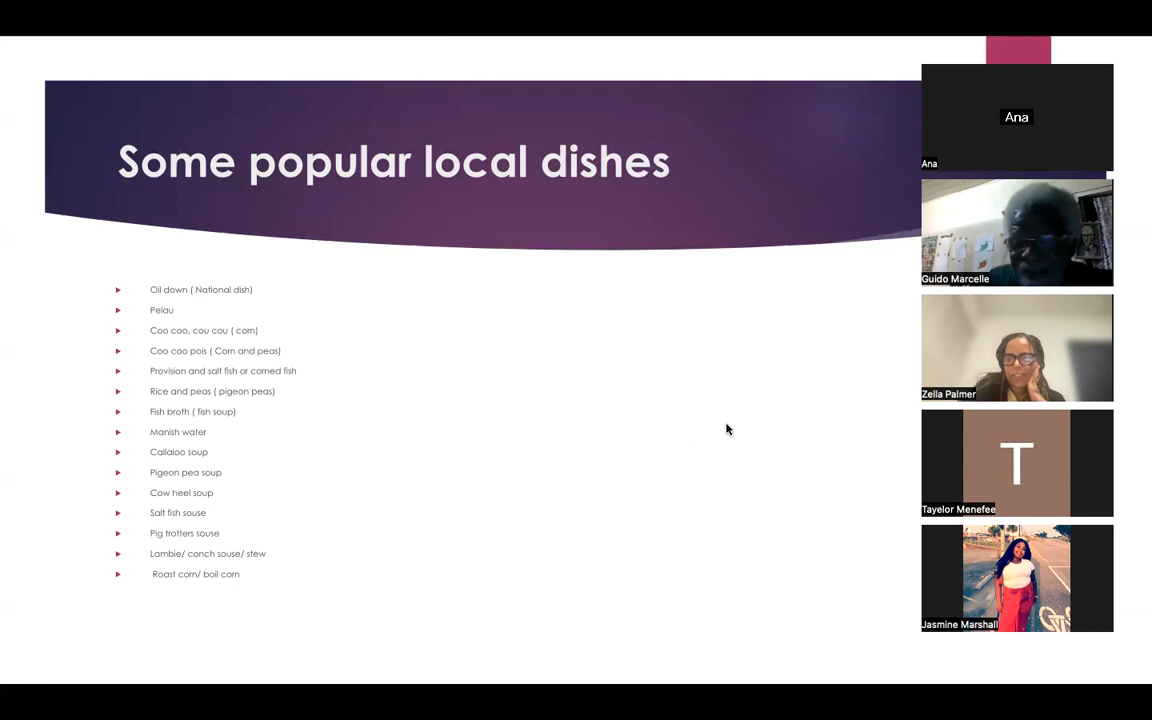 Some popular local dishes
Oil down ( National dish)
Pelau
Coo coo, cou cou ( corn)
Coo coo pois ( Corn and peas)
Provision and salt fish or corned fish
Rice and peas ( pigeon peas)
Fish broth ( fish soup)
Manish water
Callaloo soup
Pigeon pea soup
Cow heel soup
Salt fish souse
Pig trotters souse
Lambie/ conch souse/ stew
Roast corn/ boil corn
Ana
Ana
Guido Marcelle
Zella Palmer
T
Tayelor Menefee
Jasmine Marshall